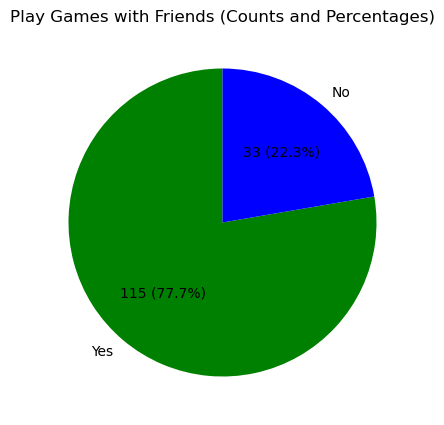 Play Games with Friends (Counts and Percentages)
No
33 (22.3%)
115 (77.7%)
Yes